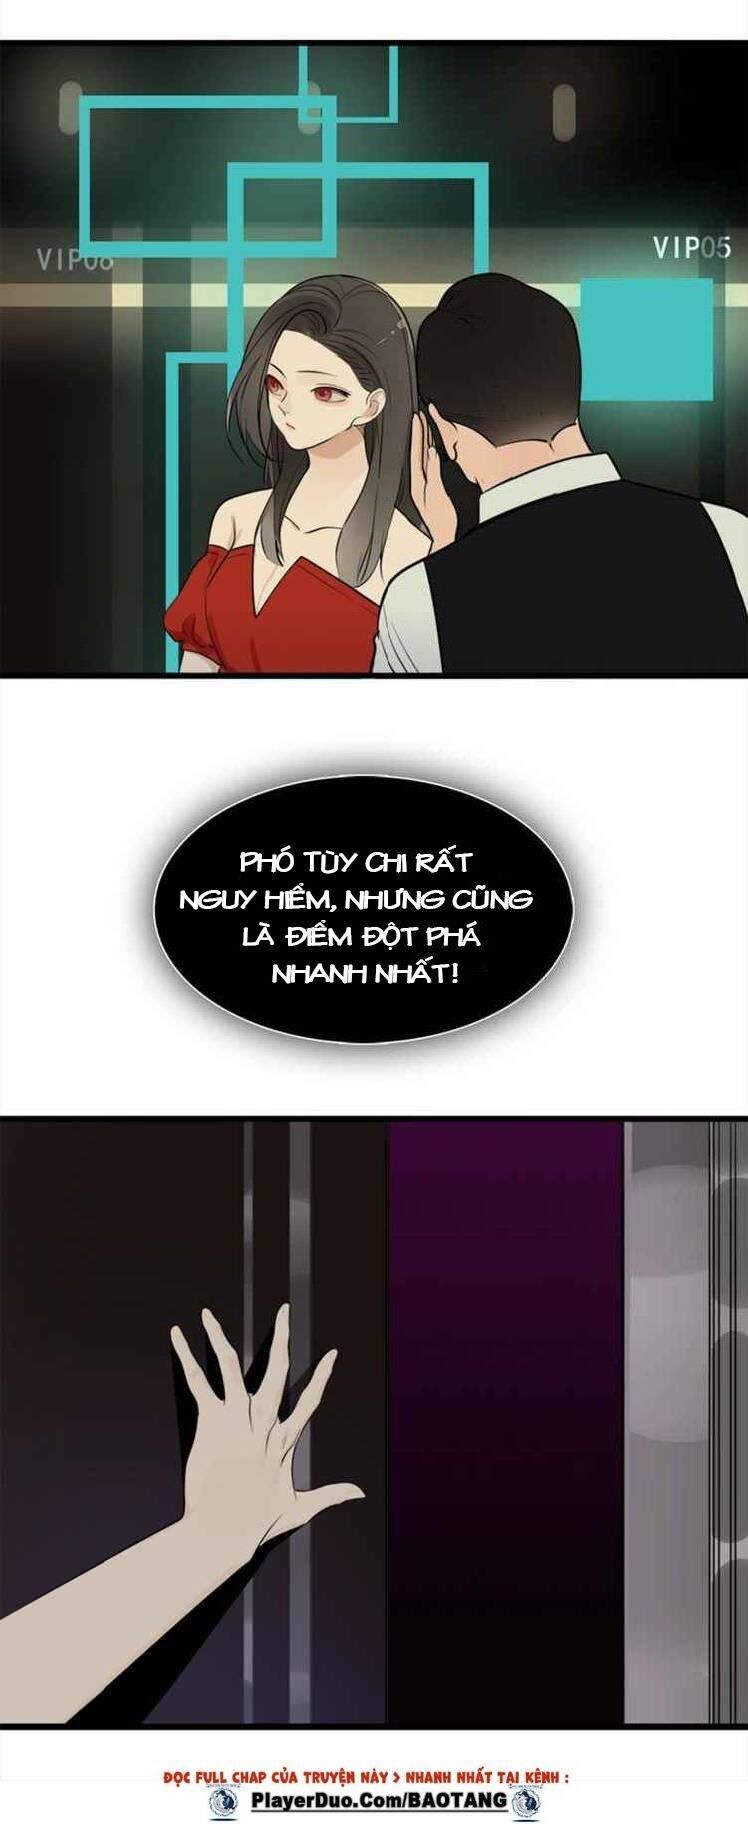 VIP06
VIP05
PHÓ TÙY CHI RẤT
NGUY HIỂM, NHƯNG CŨNG
LÀ ĐIỂM ĐỘT PHÁ
NHANH NHẤT!
ĐỌC FULL CHAP CỦA TRUYỆN NÀY > NHANH NHẤT TẠI KÊNH :
PlayerDuo.Com/BAOTANG